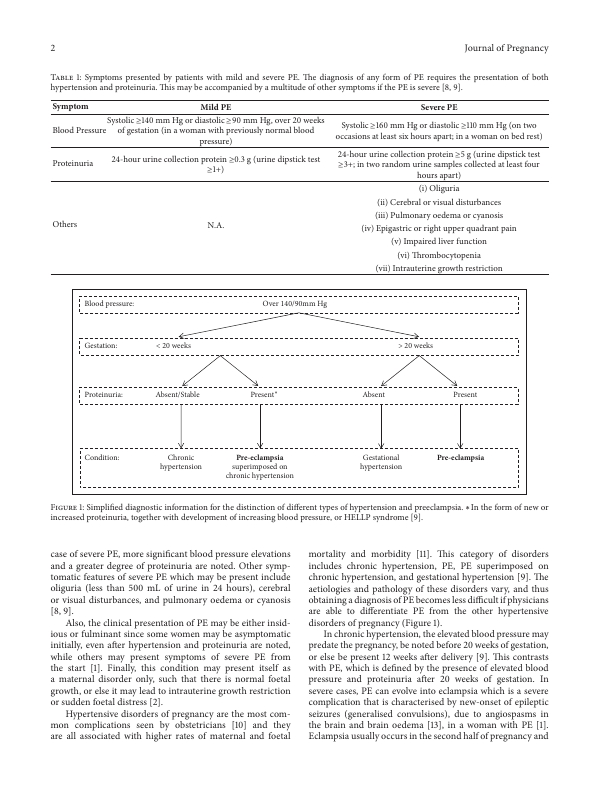 2
Journal of Pregnancy
Table 1: Symptoms presented by patients with mild and severe PE. The diagnosis of any form of PE requires the presentation of both
hypertension and proteinuria. This may be accompanied by a multitude of other symptoms if the PE is severe [8, 9].
Symptom
Mild PE
Severe PE
Blood Pressure
Systolic ≥140 mm Hg or diastolic ≥90 mm Hg, over 20 weeks
of gestation (in a woman with previously normal blood
pressure)
Systolic ≥160 mm Hg or diastolic ≥110 mm Hg (on two
occasions at least six hours apart; in a woman on bed rest)
Proteinuria
24-hour urine collection protein ≥0.3 g (urine dipstick test
≥1+)
24-hour urine collection protein ≥5 g (urine dipstick test
≥3+; in two random urine samples collected at least four
hours apart)
Others
N.A.
(i) Oliguria
(ii) Cerebral or visual disturbances
(iii) Pulmonary oedema or cyanosis
(iv) Epigastric or right upper quadrant pain
(v) Impaired liver function
(vi) Thrombocytopenia
(vii) Intrauterine growth restriction
Blood pressure:
Over 140/90mm Hg
Gestation:
< 20 weeks
> 20 weeks
Proteinuria:
Absent/Stable
Present*
Absent
Present
Condition:
Chronic
hypertension
Pre-eclampsia
superimposed on
chronic hypertension
Gestational
hypertension
Pre-eclampsia
Figure 1: Simplified diagnostic information for the distinction of different types of hypertension and preeclampsia. * In the form of new or
increased proteinuria, together with development of increasing blood pressure, or HELLP syndrome [9].
case of severe PE, more significant blood pressure elevations
and a greater degree of proteinuria are noted. Other symp-
tomatic features of severe PE which may be present include
oliguria (less than 500 mL of urine in 24 hours), cerebral
or visual disturbances, and pulmonary oedema or cyanosis
[8, 9].
Also, the clinical presentation of PE may be either insid-
ious or fulminant since some women may be asymptomatic
initially, even after hypertension and proteinuria are noted,
while others may present symptoms of severe PE from
the start [1]. Finally, this condition may present itself as
a maternal disorder only, such that there is normal foetal
growth, or else it may lead to intrauterine growth restriction
or sudden foetal distress [2].
Hypertensive disorders of pregnancy are the most com-
mon complications seen by obstetricians [10] and they
are all associated with higher rates of maternal and foetal
mortality and morbidity [11]. This category of disorders
includes chronic hypertension, PE, PE superimposed on
chronic hypertension, and gestational hypertension [9]. The
aetiologies and pathology of these disorders vary, and thus
obtaining a diagnosis of PE becomes less difficult if physicians
are able to differentiate PE from the other hypertensive
disorders of pregnancy (Figure 1).
In chronic hypertension, the elevated blood pressure may
predate the pregnancy, be noted before 20 weeks of gestation,
or else be present 12 weeks after delivery [9]. This contrasts
with PE, which is defined by the presence of elevated blood
pressure and proteinuria after 20 weeks of gestation. In
severe cases, PE can evolve into eclampsia which is a severe
complication that is characterised by new-onset of epileptic
seizures (generalised convulsions), due to angiospasms in
the brain and brain oedema [13], in a woman with PE [1].
Eclampsia usually occurs in the second half of pregnancy and